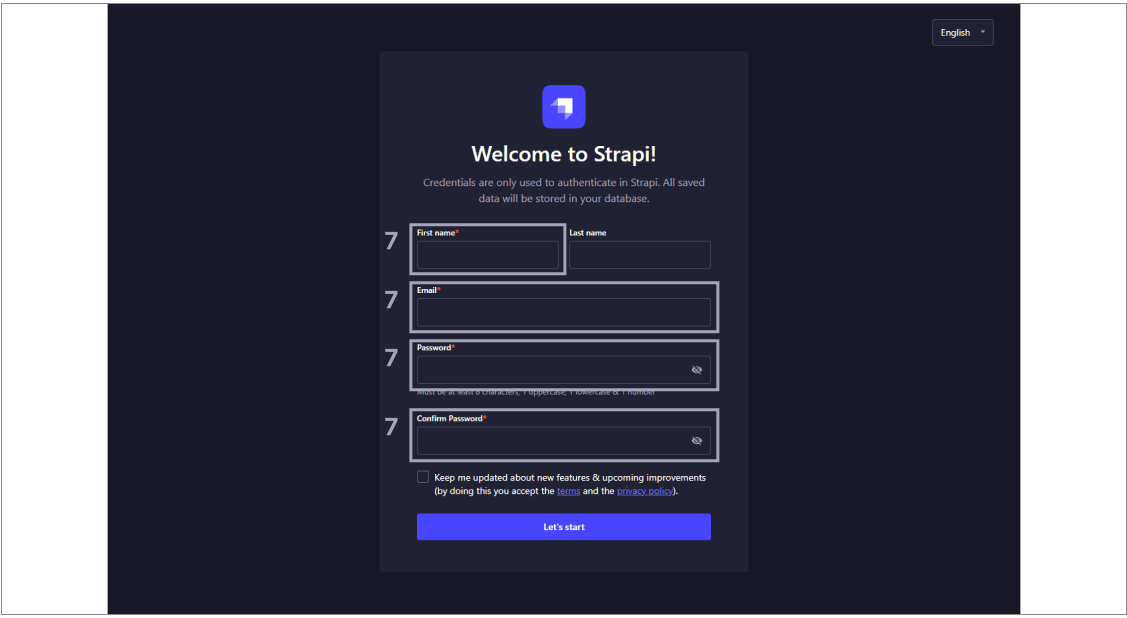 English
Welcome to Strapi!
Credentials are only used to authenticate in Strapi. All saved
data will be stored in your database.
7 First name* Last name
7 Email*
7 Password*
Must be at least 8 characters, 1 uppercase, 1 lowercase & 1 number
7 Confirm Password*
Keep me updated about new features & upcoming improvements
(by doing this you accept the terms and the privacy policy).
Let's start